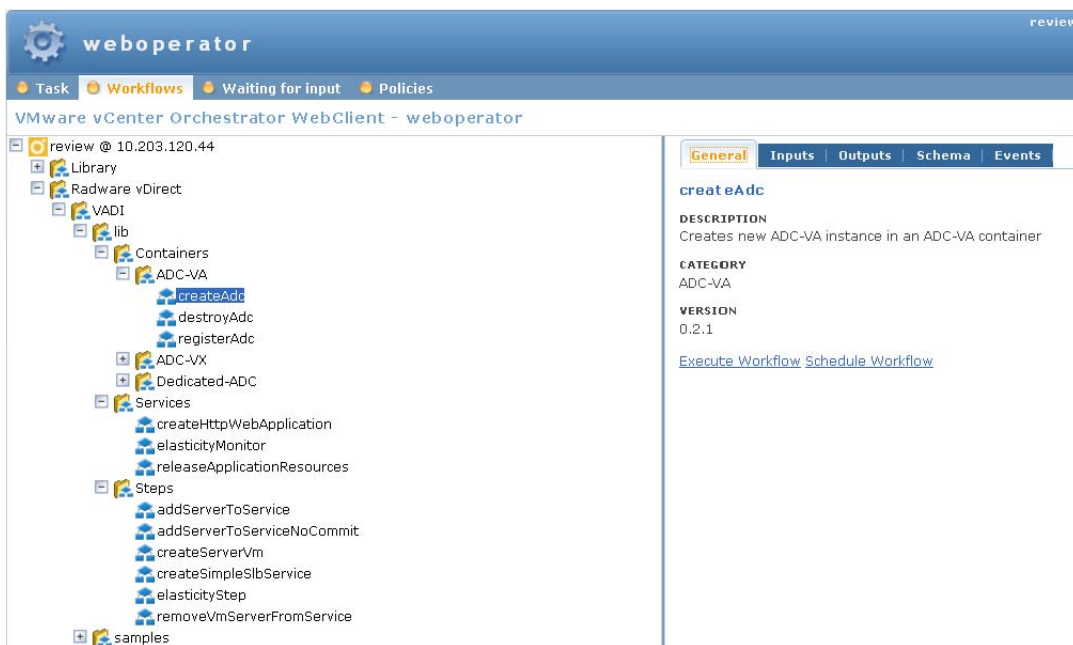 review
weboperator
Task Workflows Waiting for input Policies
VMware vCenter Orchestrator WebClient - weboperator
review @ 10.203.120.44
Library
Radware vDirect
VADI
lib
Containers
ADC-VA
createAdc
destroyAdc
registerAdc
ADC-VX
Dedicated-ADC
Services
createHttpWebApplication
elasticityMonitor
releaseApplicationResources
Steps
addServerToService
addServerToServiceNoCommit
createServerVm
createSimpleSlbService
elasticityStep
removeVmServerFromService
samples
General Inputs Outputs Schema Events
createAdc
DESCRIPTION
Creates new ADC-VA instance in an ADC-VA container
CATEGORY
ADC-VA
VERSION
0.2.1
Execute Workflow Schedule Workflow